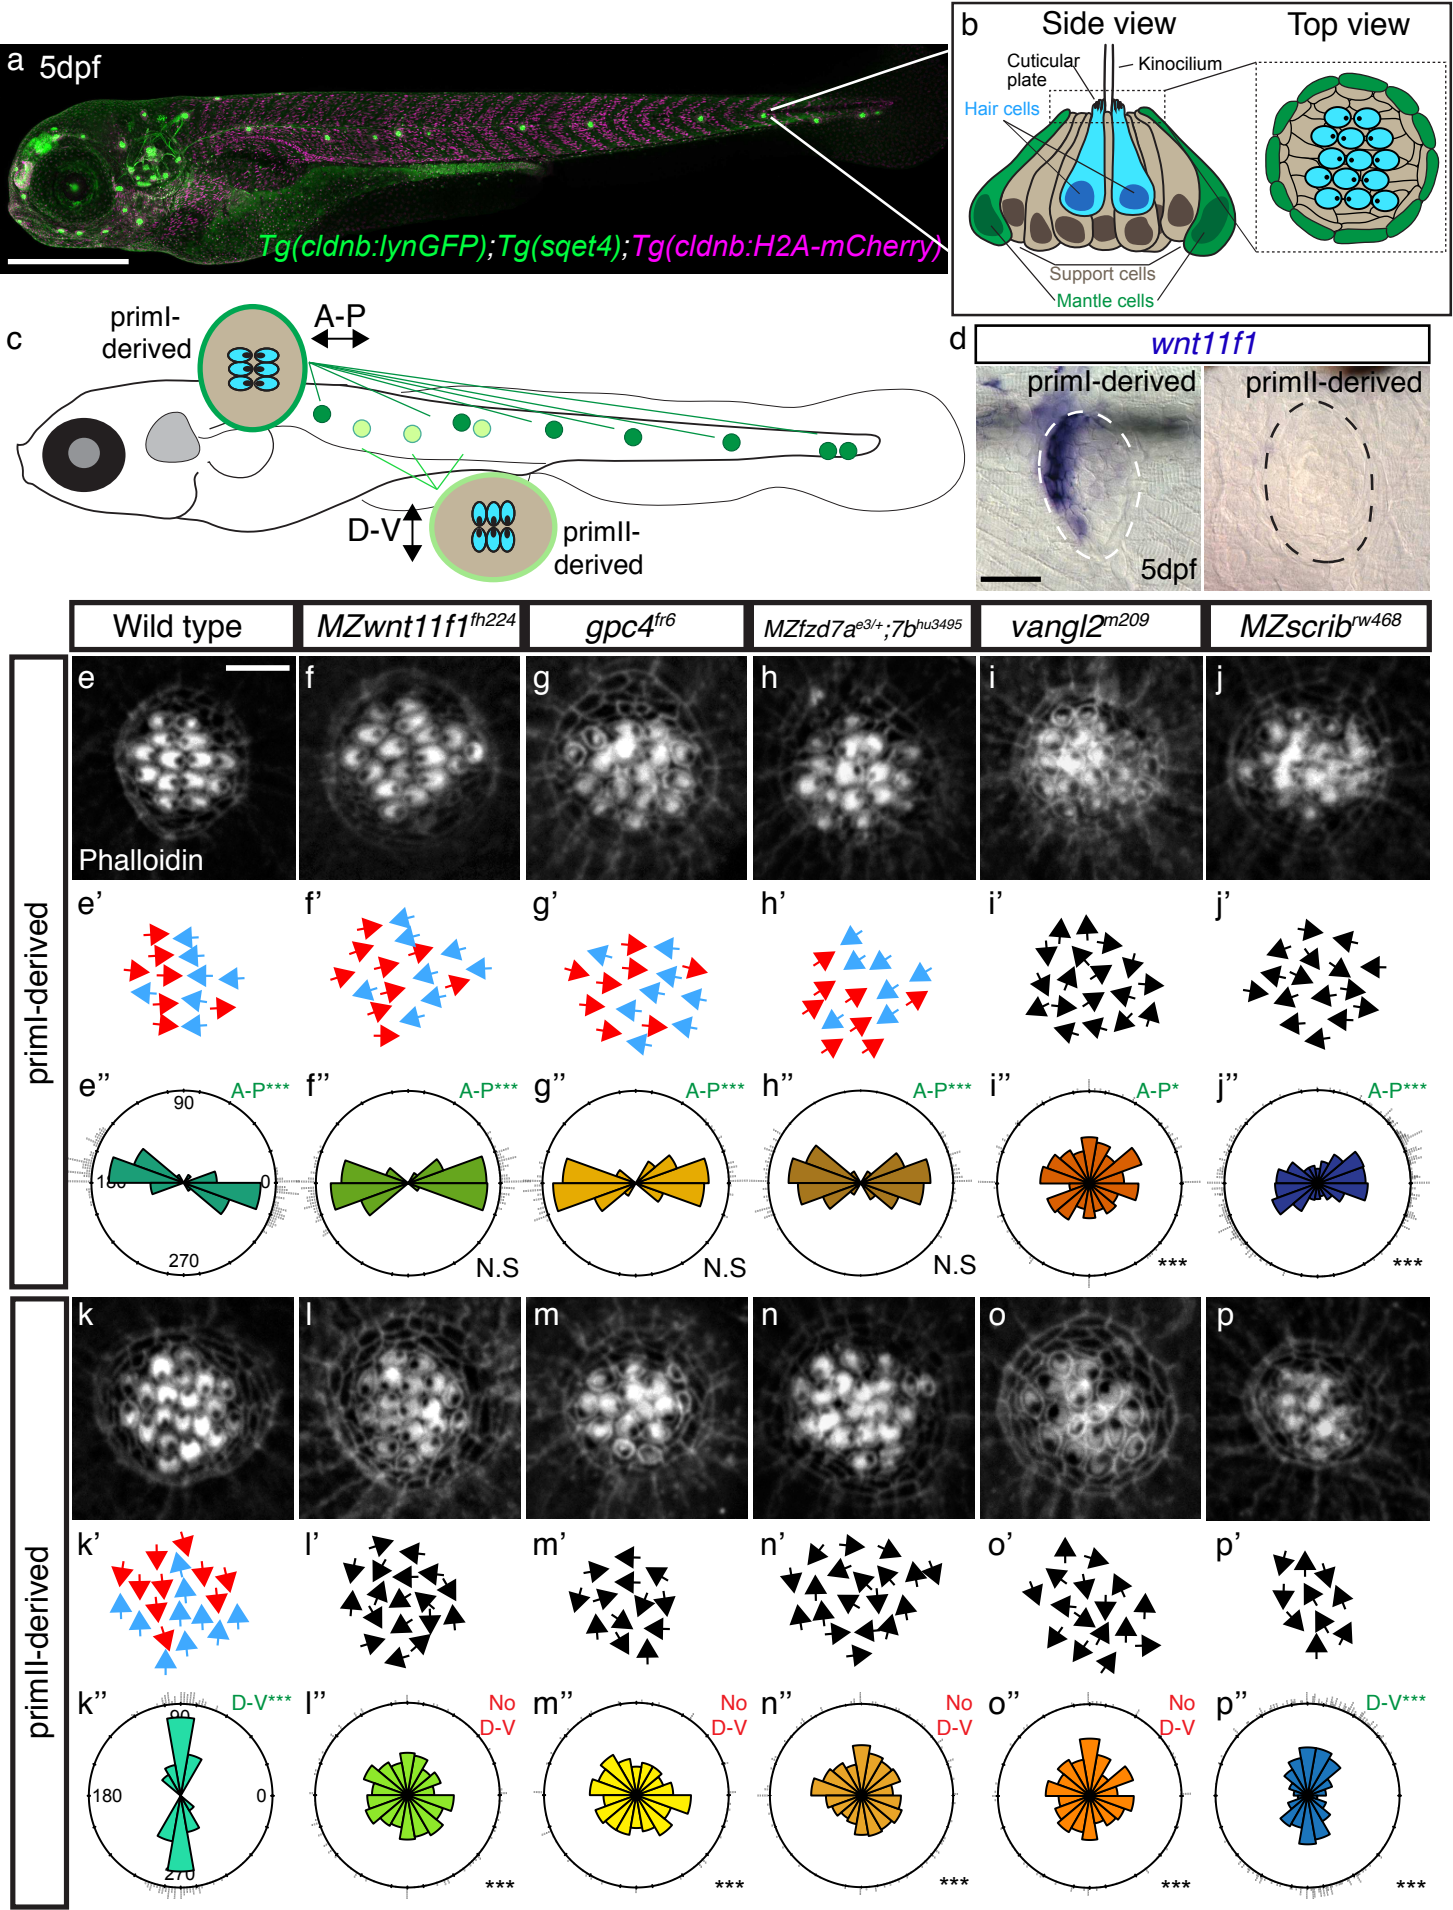 a 5dpf
Tg(cldnb:lynGFP);Tg(sqet4);Tg(cldnb:H2A-mCherry)
b Side view Top view
Cuticular
plate
Kinocilium
Hair cells
Support cells
Mantle cells
c
primI-
derived
A-P
D-V
primII-
derived
d
wnt11f1
primI-derived
primII-derived
5dpf
Wild type MZwnt11f1fh224 gpc4fr6 MZfzd7ae3/+;7bhu3495 vangl2m209 MZscribrw468
primI-derived
e f g h i j
Phalloidin
e' f' g' h' i' j'
e'' f'' g'' h'' i'' j''
A-P*** A-P*** A-P*** A-P*** A-P* A-P***
90
180 0
270
N.S N.S N.S *** ***
primII-derived
k l m n o p
k' l' m' n' o' p'
k'' l'' m'' n'' o'' p''
D-V*** No D-V No D-V No D-V No D-V D-V***
90
180 0
270
*** *** *** *** ***